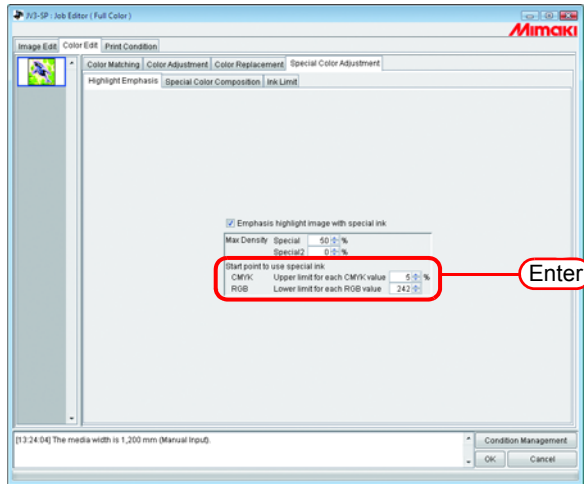 JV3-SP : Job Editor ( Full Color )
Mimaki
Image Edit Color Edit Print Condition
Color Matching Color Adjustment Color Replacement Special Color Adjustment
Highlight Emphasis Special Color Composition Ink Limit
Emphasis highlight image with special ink
Max Density Special 50 %
Special2 0 %
Start point to use special ink
CMYK Upper limit for each CMYK value 5 %
Enter
RGB Lower limit for each RGB value 242
[13:24:04] The media width is 1,200 mm (Manual Input).
Condition Management
OK Cancel